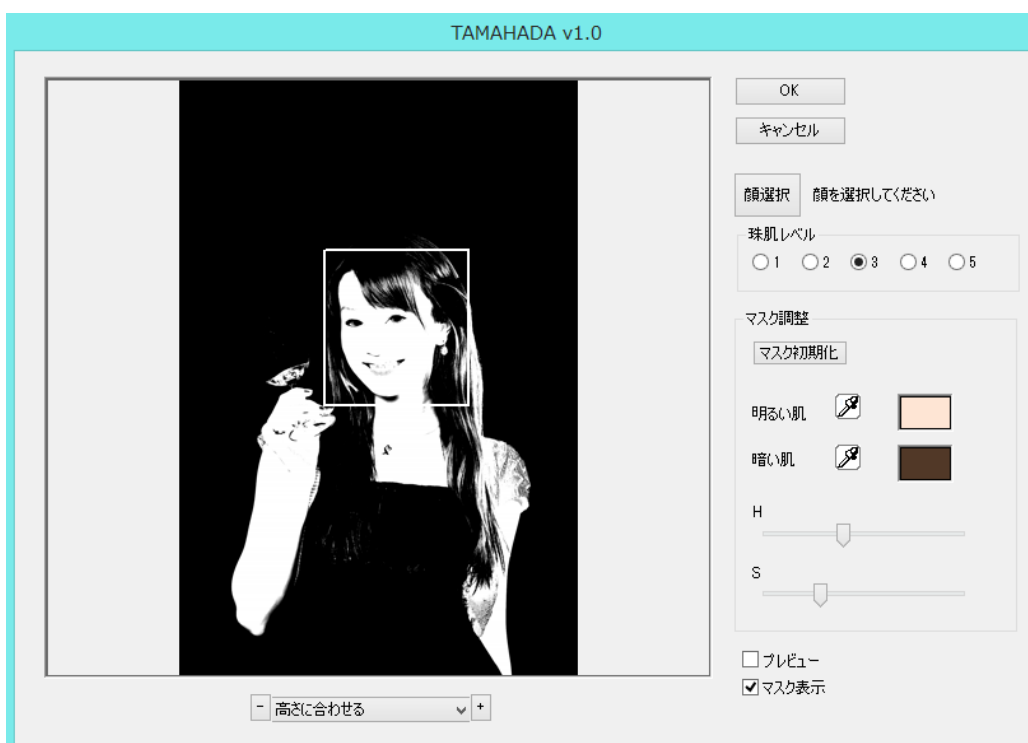 TAMAHADA v1.0
OK
キャンセル
顔選択 顔を選択してください
珠肌レベル
1 2 3 4 5
マスク調整
マスク初期化
明るい肌
暗い肌
H
S
プレビュー
マスク表示
- 高さに合わせる +